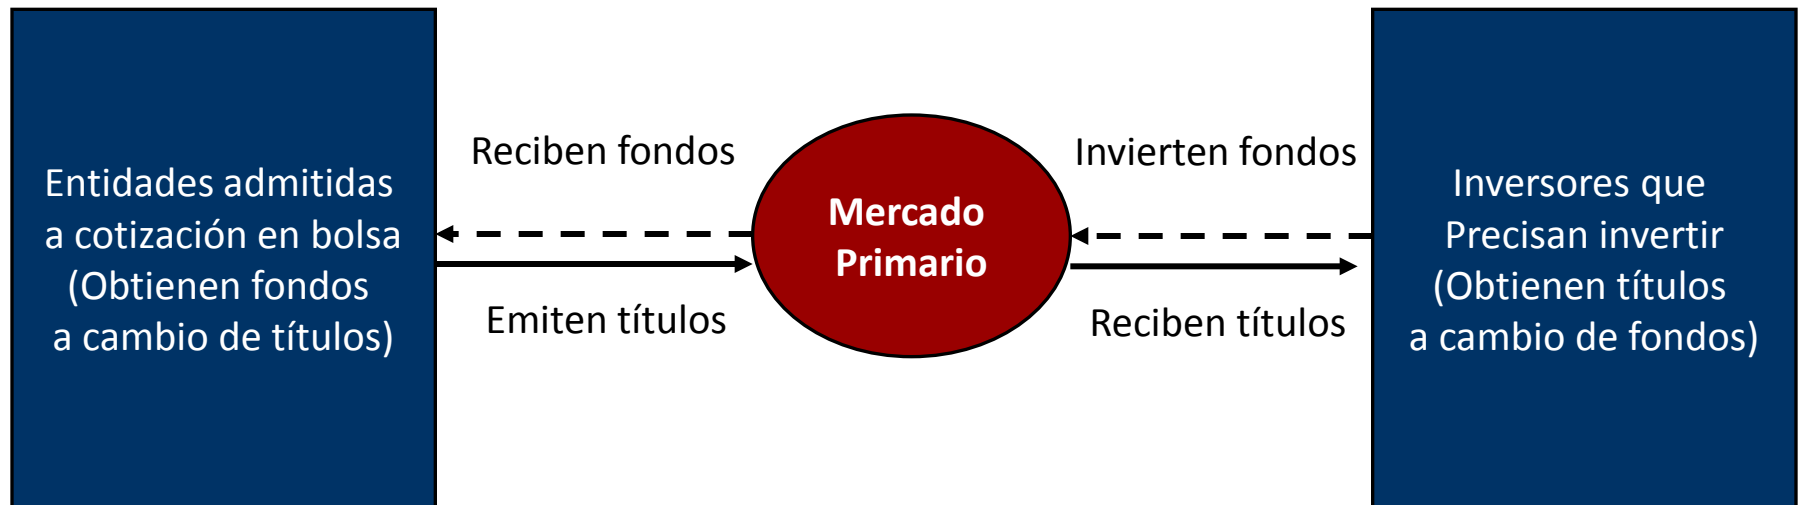 Entidades admitidas
a cotización en bolsa
(Obtienen fondos
a cambio de títulos)
Reciben fondos
Emiten títulos
Mercado
Primario
Invierten fondos
Reciben títulos
Inversores que
Precisan invertir
(Obtienen títulos
a cambio de fondos)